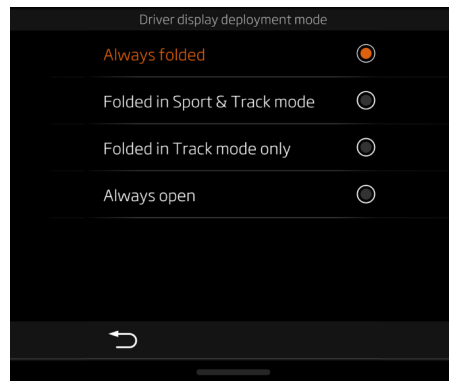 Driver display deployment mode
Always folded
Folded in Sport & Track mode
Folded in Track mode only
Always open